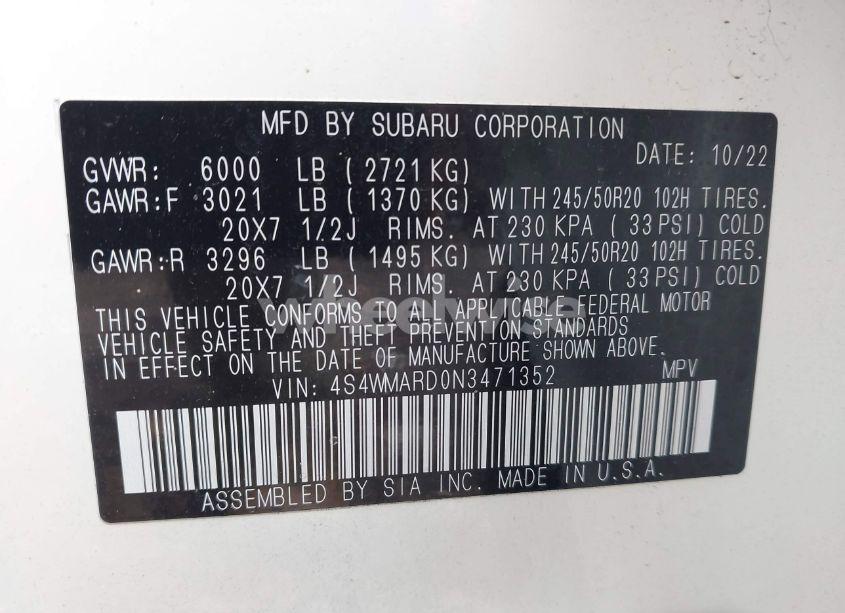 MFD BY SUBARU CORPORATION
DATE: 10/22
GVWR: 6000 LB ( 2721 KG)
GAWR:F 3021 LB ( 1370 KG) WITH 245/50R20 102H TIRES.
20X7 1/2J RIMS. AT 230 KPA ( 33 PSI) COLD
GAWR:R 3296 LB ( 1495 KG) WITH 245/50R20 102H TIRES.
20X7 1/2J RIMS. AT 230 KPA ( 33 PSI) COLD
THIS VEHICLE CONFORMS TO ALL APPLICABLE FEDERAL MOTOR
VEHICLE SAFETY AND THEFT PREVENTION STANDARDS
IN EFFECT ON THE DATE OF MANUFACTURE SHOWN ABOVE.
VIN: 4S4WMARD0N3471352 MPV
ASSEMBLED BY SIA INC. MADE IN U.S.A.